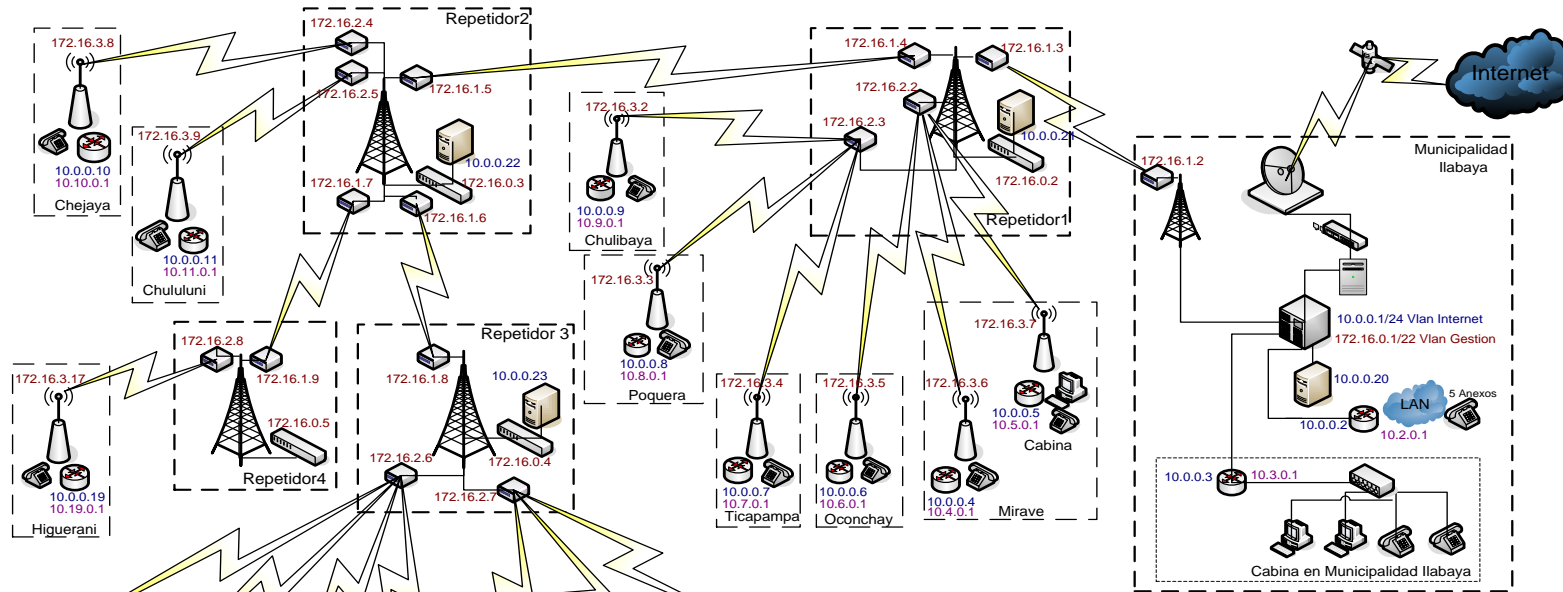 172.16.3.8
10.0.0.10
10.10.0.1
Chejaya
172.16.3.9
10.0.0.11
10.11.0.1
Chululuni
Repetidor2
172.16.2.4
172.16.2.5
172.16.1.5
10.0.0.22
172.16.0.3
172.16.1.7
172.16.1.6
172.16.3.2
10.0.0.9
10.9.0.1
Chulibaya
172.16.3.3
10.0.0.8
10.8.0.1
Poquera
172.16.1.4
172.16.1.3
172.16.2.2
172.16.2.3
10.0.0.21
172.16.0.2
Repetidor1
Internet
Municipalidad
Ilabaya
172.16.1.2
10.0.0.1/24 Vlan Internet
172.16.0.1/22 Vlan Gestion
10.0.0.20
LAN
5 Anexos
10.0.0.2
10.2.0.1
10.0.0.3
10.3.0.1
Cabina en Municipalidad Ilabaya
172.16.3.17
10.0.0.19
10.19.0.1
Higuerani
172.16.2.8
172.16.1.9
172.16.0.5
Repetidor4
Repetidor 3
172.16.1.8
10.0.0.23
172.16.0.4
172.16.2.6
172.16.2.7
172.16.3.4
10.0.0.7
10.7.0.1
Ticapampa
172.16.3.5
10.0.0.6
10.6.0.1
Oconchay
172.16.3.6
10.0.0.4
10.4.0.1
Mirave
172.16.3.7
10.0.0.5
10.5.0.1
Cabina